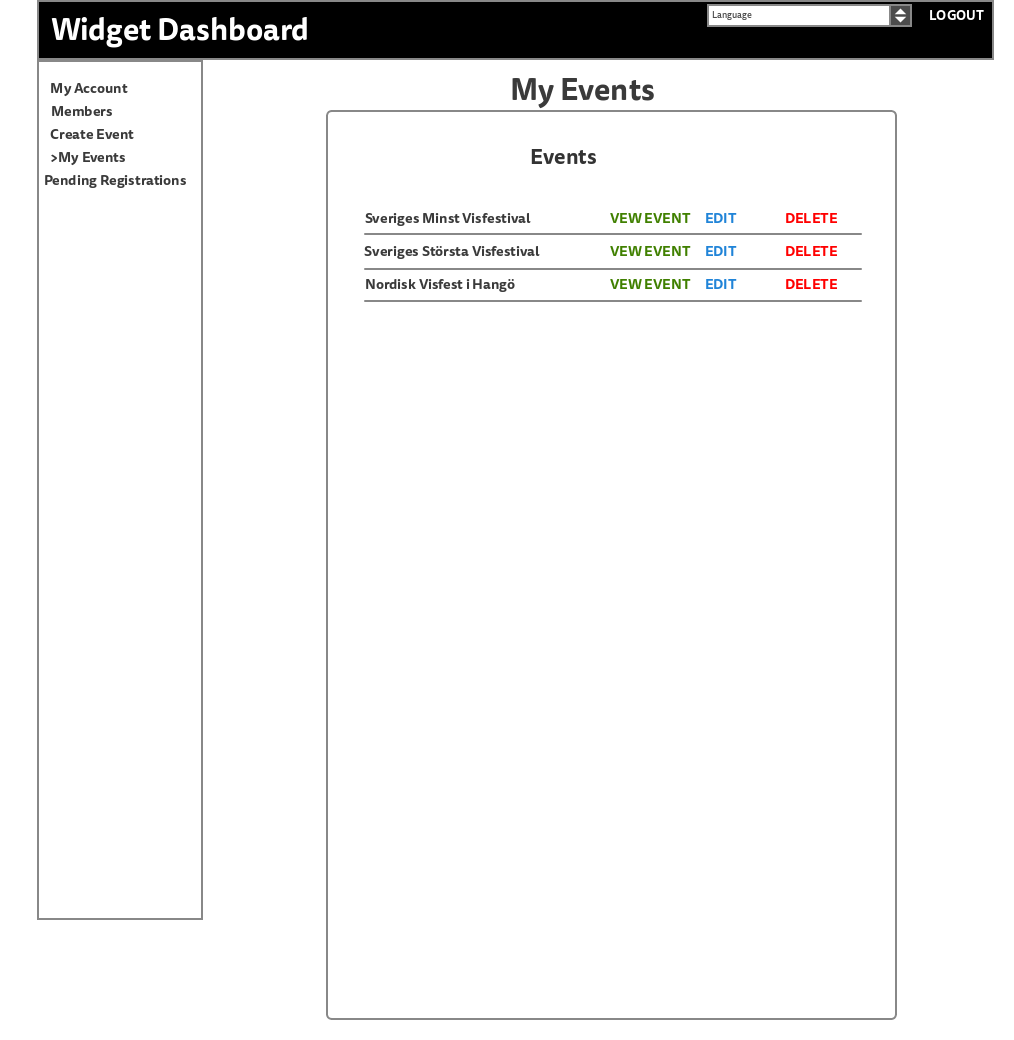 Widget Dashboard
Language
LOGOUT
My Account
Members
Create Event
>My Events
Pending Registrations
My Events
Events
Sveriges Minst Visfestival VEW EVENT EDIT DELETE
Sveriges Största Visfestival VEW EVENT EDIT DELETE
Nordisk Visfest i Hangö VEW EVENT EDIT DELETE